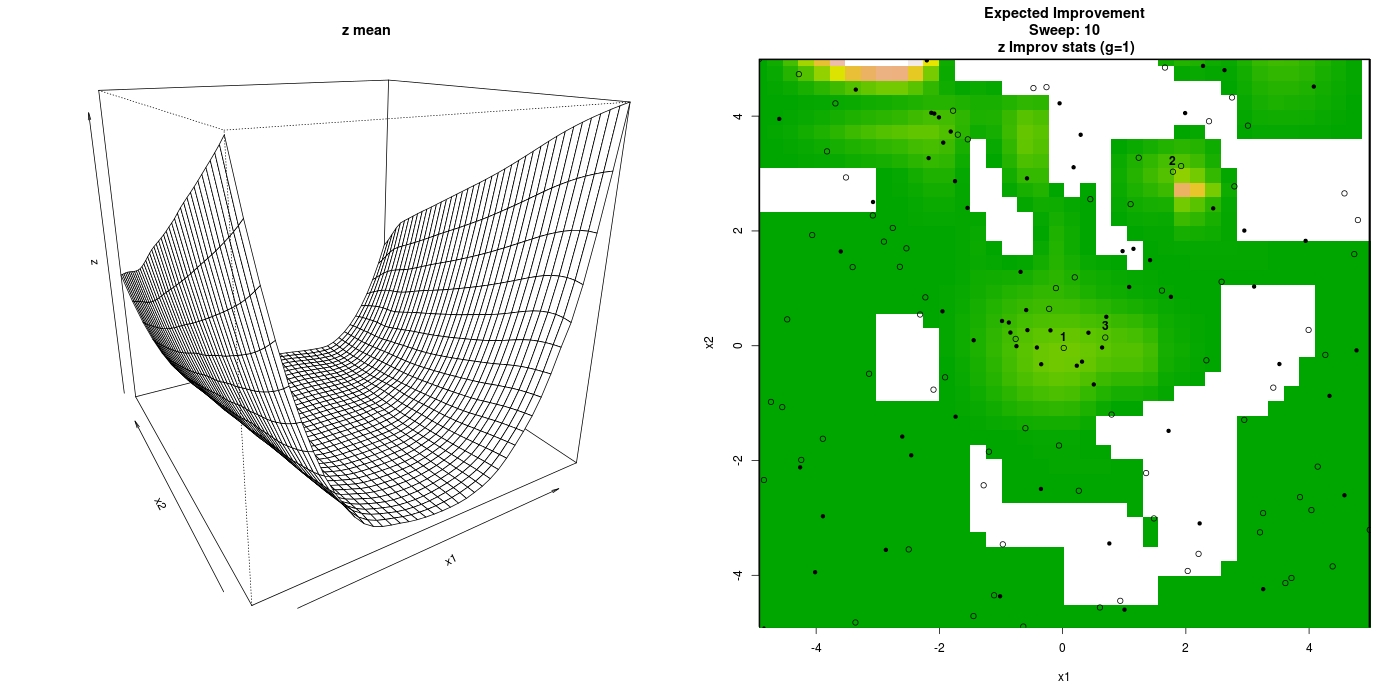 z mean
z
x2
x1
Expected Improvement
Sweep: 10
z Improv stats (g=1)
x2
4
2
0
-2
-4
2
3
1
-4
-2
0
2
4
x1